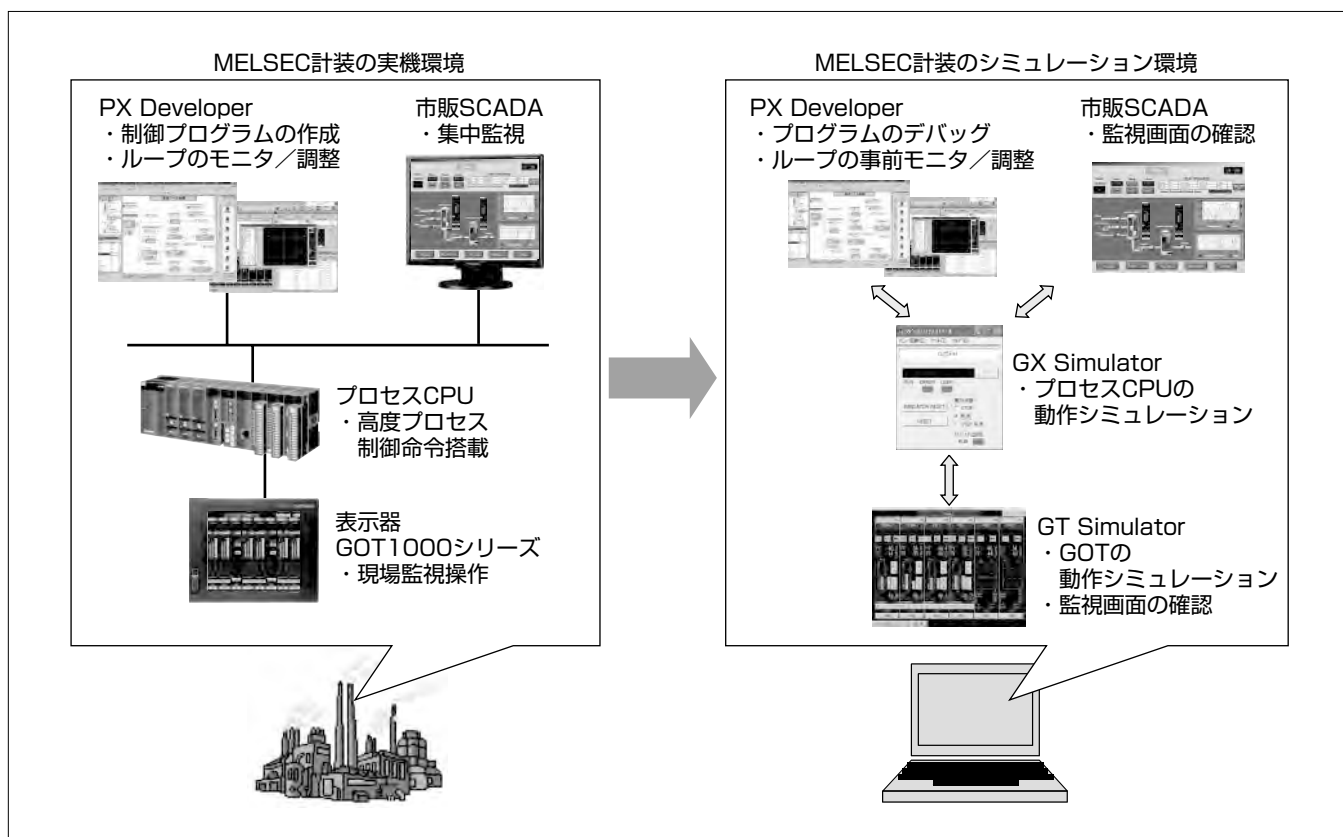 MELSEC計装の実機環境
PX Developer
・制御プログラムの作成
・ループのモニタ／調整
市販SCADA
・集中監視
プロセスCPU
・高度プロセス
制御命令搭載
表示器
GOT1000シリーズ
・現場監視操作
MELSEC計装のシミュレーション環境
PX Developer
・プログラムのデバッグ
・ループの事前モニタ／調整
市販SCADA
・監視画面の確認
GX Simulator
・プロセスCPUの
動作シミュレーション
GT Simulator
・GOTの
動作シミュレーション
・監視画面の確認